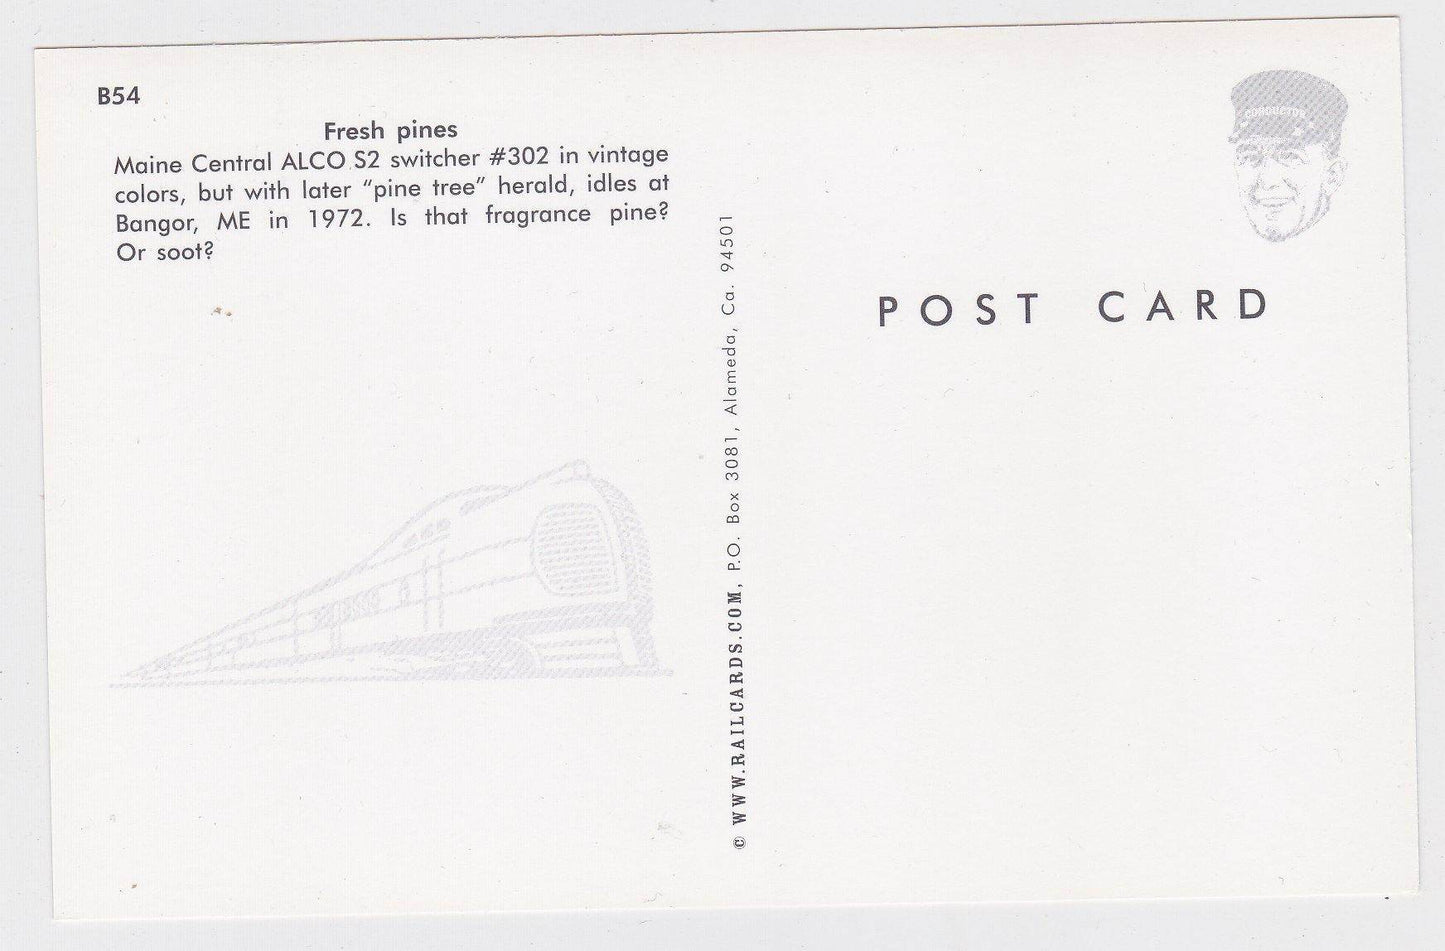 B54
Fresh pines
Maine Central ALCO S2 switcher #302 in vintage
colors, but with later “pine tree” herald, idles at
Bangor, ME in 1972. Is that fragrance pine?
Or soot?
© WWW.RAILCARDS.COM, P.O. Box 3081, Alameda, Ca. 94501
CONDUCTOR
POST CARD